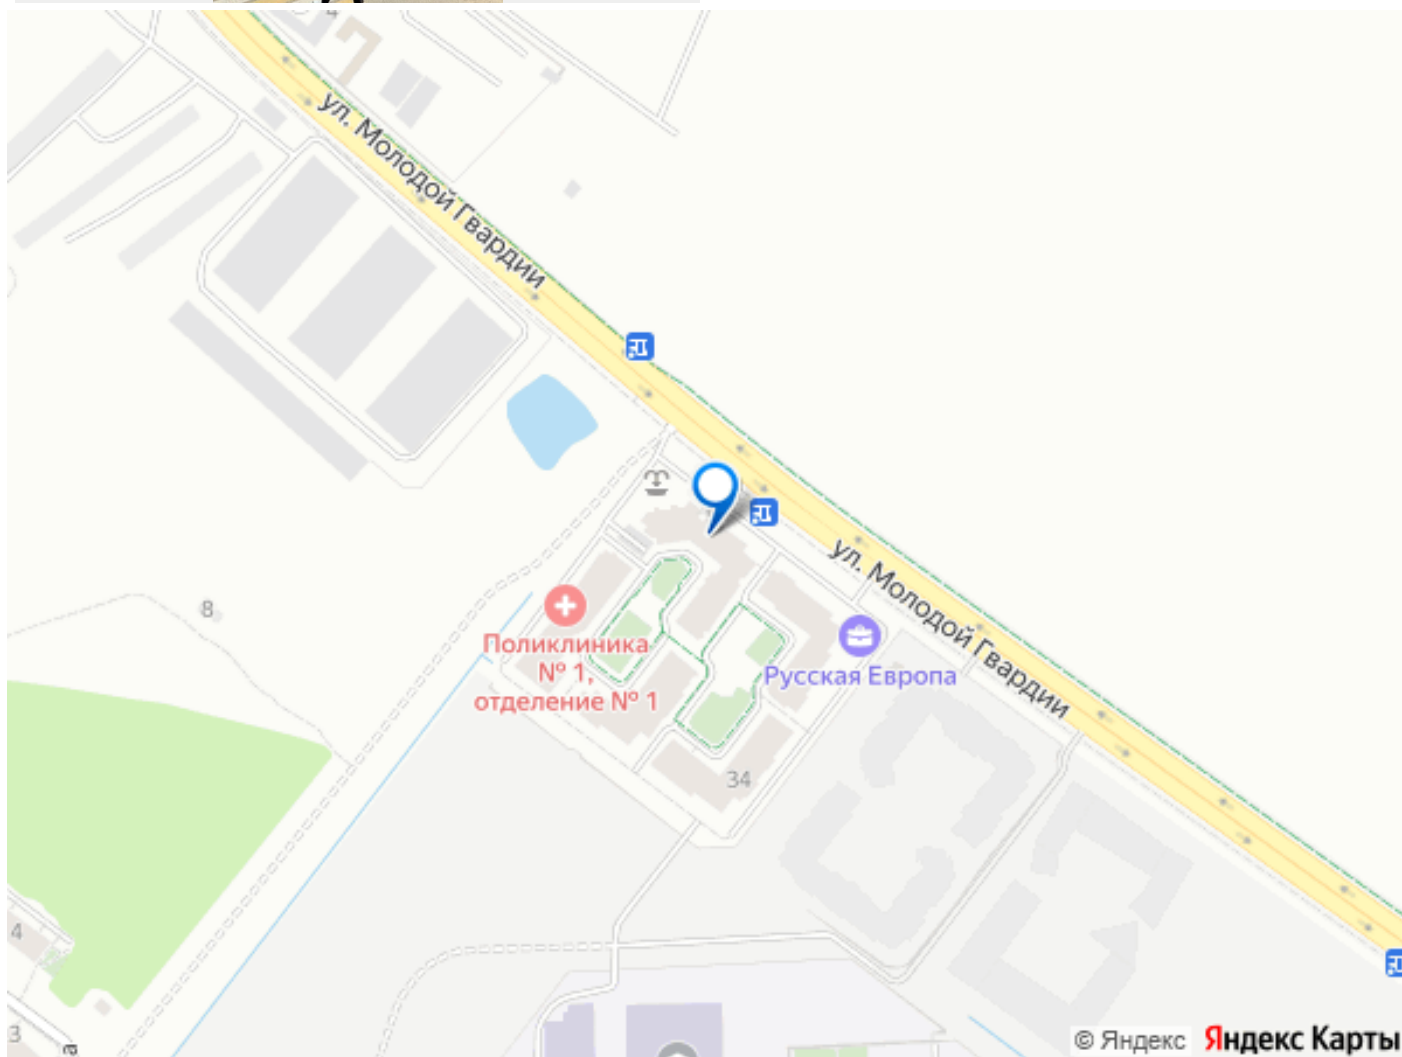 4
ул. Молодой Гвардии
8
Поликлиника
№ 1,
отделение № 1
ул. Молодой Гвардии
Русская Европа
34
4
3
а
© Яндекс Яндекс Карты